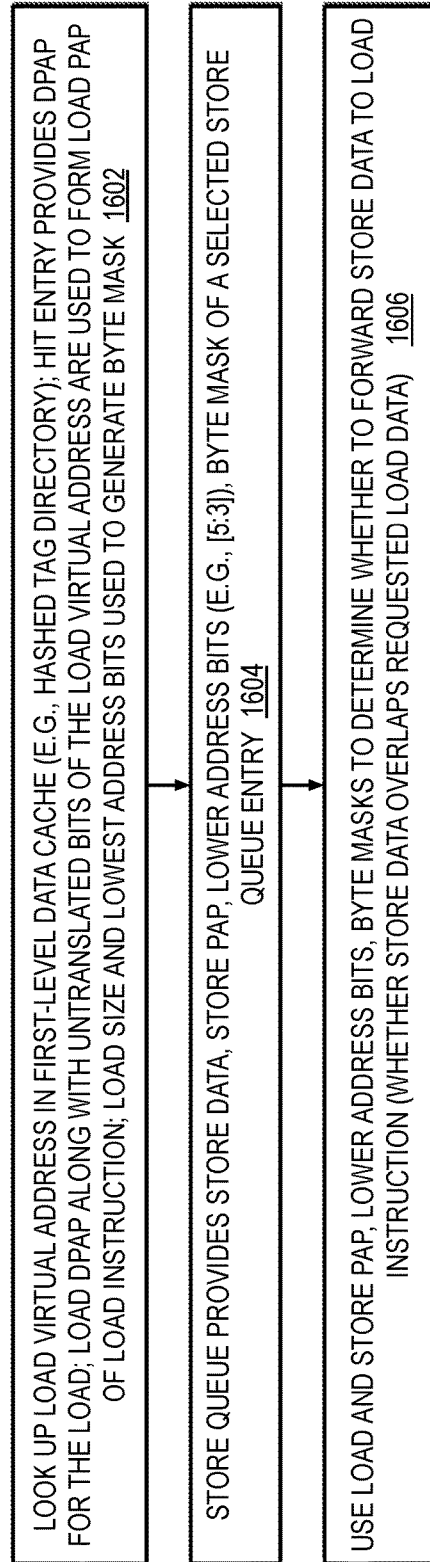 LOOK UP LOAD VIRTUAL ADDRESS IN FIRST-LEVEL DATA CACHE (E.G., HASHED TAG DIRECTORY); HIT ENTRY PROVIDES DPAP
FOR THE LOAD; LOAD DPAP ALONG WITH UNTRANSLATED BITS OF THE LOAD VIRTUAL ADDRESS ARE USED TO FORM LOAD PAP
OF LOAD INSTRUCTION; LOAD SIZE AND LOWEST ADDRESS BITS USED TO GENERATE BYTE MASK 1602
STORE QUEUE PROVIDES STORE DATA, STORE PAP, LOWER ADDRESS BITS (E.G., [5:3]), BYTE MASK OF A SELECTED STORE
QUEUE ENTRY 1604
USE LOAD AND STORE PAP, LOWER ADDRESS BITS, BYTE MASKS TO DETERMINE WHETHER TO FORWARD STORE DATA TO LOAD
INSTRUCTION (WHETHER STORE DATA OVERLAPS REQUESTED LOAD DATA) 1606